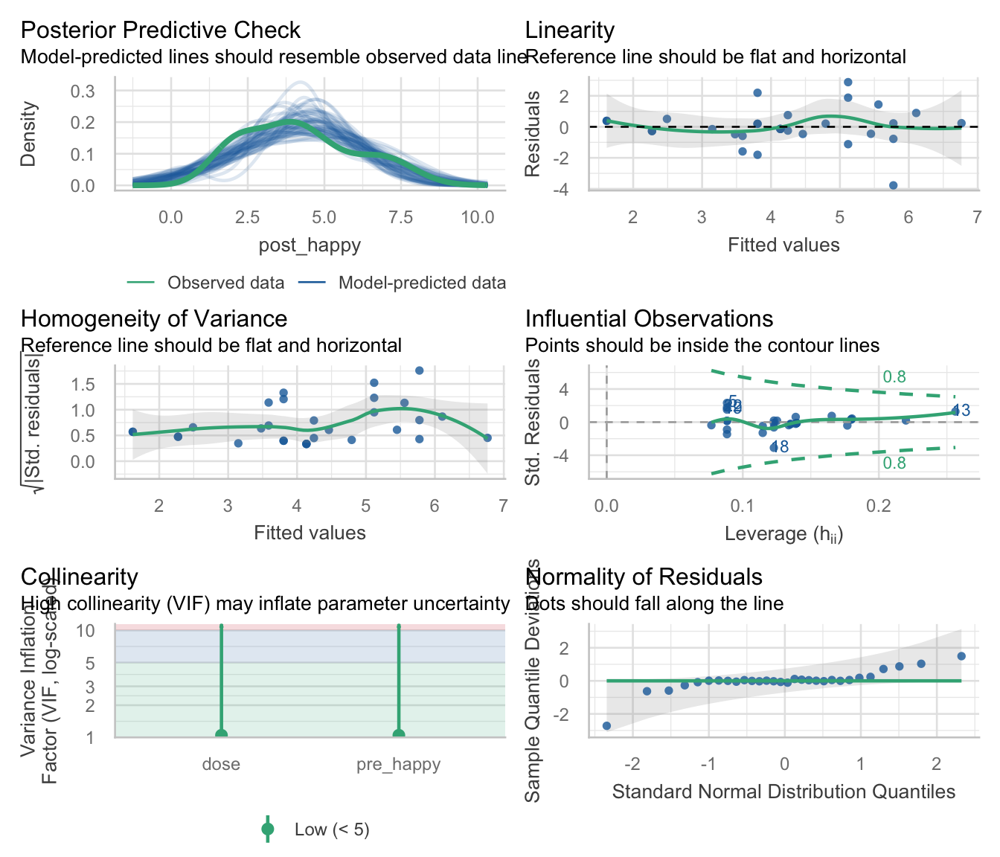 Posterior Predictive Check
Model-predicted lines should resemble observed data line
Density
0.3
0.2
0.1
0.0
0.0 2.5 5.0 7.5 10.0
post_happy
Observed data Model-predicted data
Linearity
Reference line should be flat and horizontal
Residuals
2
0
-2
-4
2 3 4 5 6 7
Fitted values
Homogeneity of Variance
Reference line should be flat and horizontal
√|Std. residuals|
1.5
1.0
0.5
0.0
2 3 4 5 6 7
Fitted values
Influential Observations
Points should be inside the contour lines
Std. Residuals
4
0
-4
0.8
13
18
0.8
0.0 0.1 0.2
Leverage (hᵢᵢ)
Collinearity
High collinearity (VIF) may inflate parameter uncertainty
Variance Inflation
Factor (VIF, log-scaled)
10
5
3
2
1
dose pre_happy
Low (< 5)
Normality of Residuals
Dots should fall along the line
Sample Quantile Deviations
2
0
-2
-2 -1 0 1 2
Standard Normal Distribution Quantiles